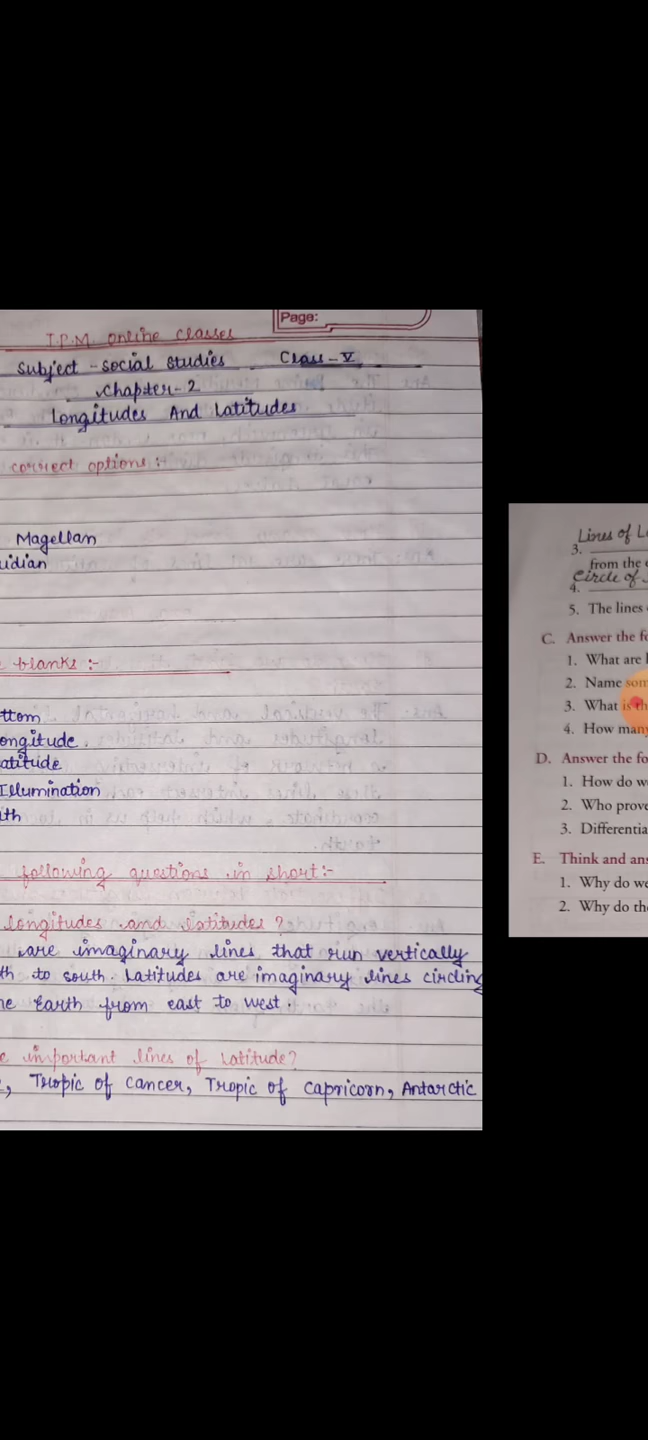 Page:
I.P.M. online classes
Subject - Social Studies Class - V
Chapter - 2
Longitudes And Latitudes
correct options :-
Magellan
uidian
e blanks :-
ttom
ongitude
atitude
Illumination
ith
following questions in short:-
longitudes and latitudes ?
are imaginary lines that run vertically
th to south. Latitudes are imaginary lines circling
he Earth from east to west.
e important lines of latitude?
, Tropic of cancer, Tropic of Capricorn, Antarctic
Lines of L
3.
from the
Circle of
4.
5. The lines
C. Answer the fo
1. What are l
2. Name som
3. What is th
4. How many
D. Answer the fo
1. How do we
2. Who prove
3. Differentia
E. Think and ans
1. Why do we
2. Why do the